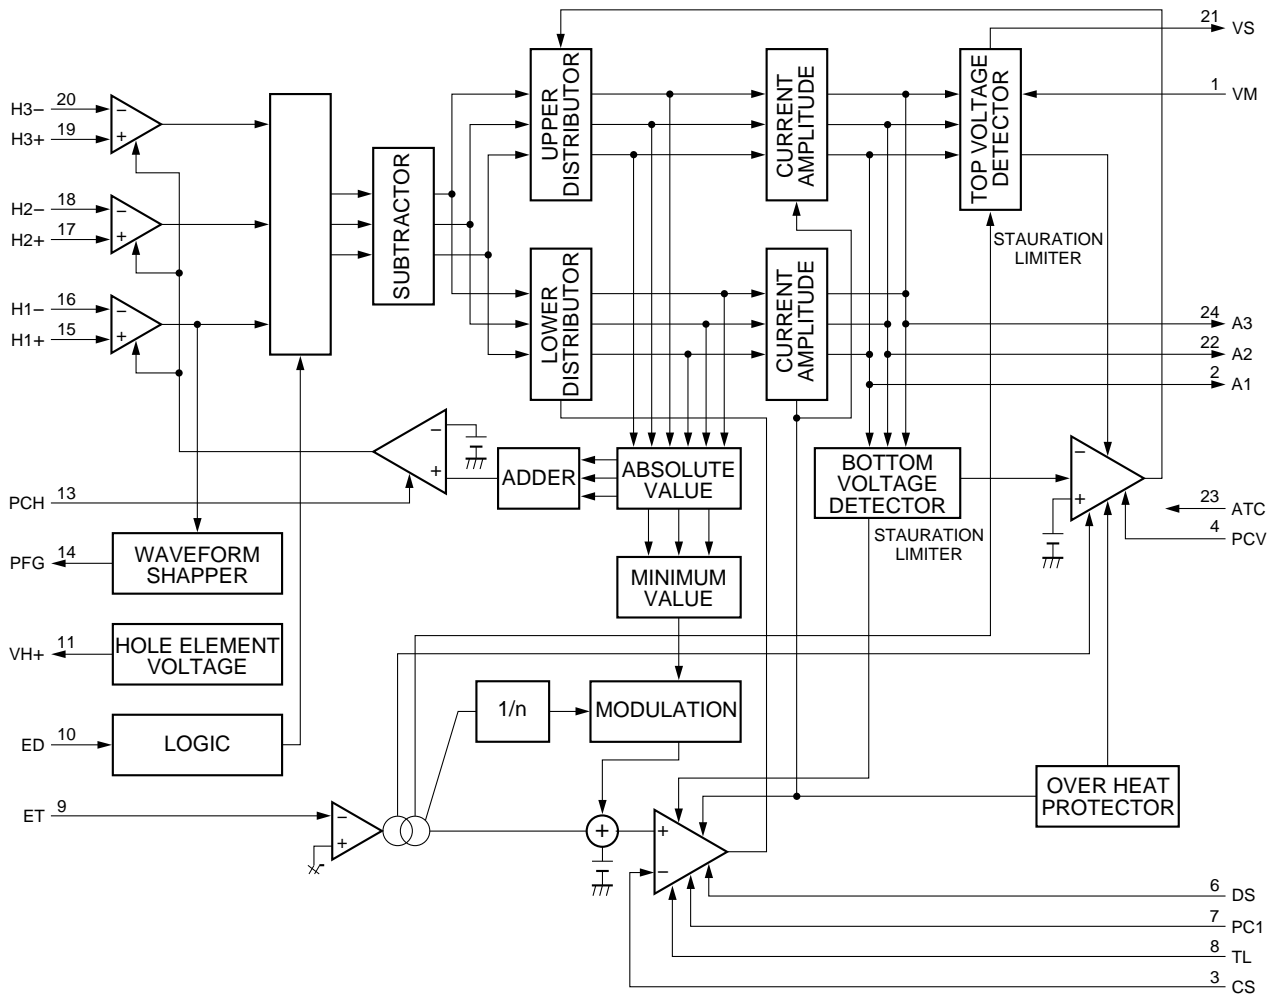 21 VS
1 VM
H3− 20
H3+ 19
− +
H2− 18
H2+ 17
− +
H1− 16
H1+ 15
− +
SUBTRACTOR
UPPER
DISTRIBUTOR
CURRENT
AMPLITUDE
TOP VOLTAGE
DETECTOR
STAURATION
LIMITER
LOWER
DISTRIBUTOR
CURRENT
AMPLITUDE
24 A3
22 A2
2 A1
− +
PCH 13
ADDER
ABSOLUTE
VALUE
BOTTOM
VOLTAGE
DETECTOR
STAURATION
LIMITER
− +
23 ATC
4 PCV
PFG 14
WAVEFORM
SHAPPER
MINIMUM
VALUE
VH+ 11
HOLE ELEMENT
VOLTAGE
1/n
MODULATION
ED 10
LOGIC
OVER HEAT
PROTECTOR
ET 9
− +
+
+ −
6 DS
7 PC1
8 TL
3 CS